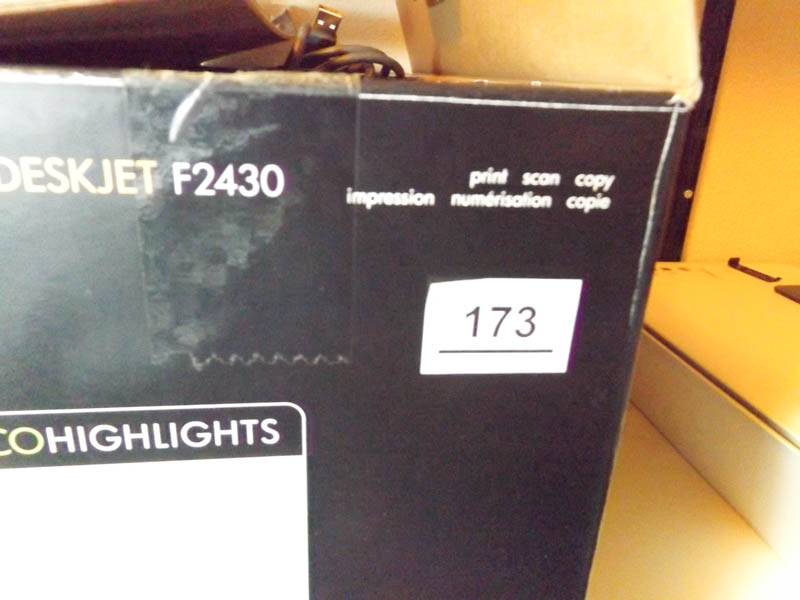 DESKJET F2430
print scan copy
impression numérisation copie
173
COHIGHLIGHTS